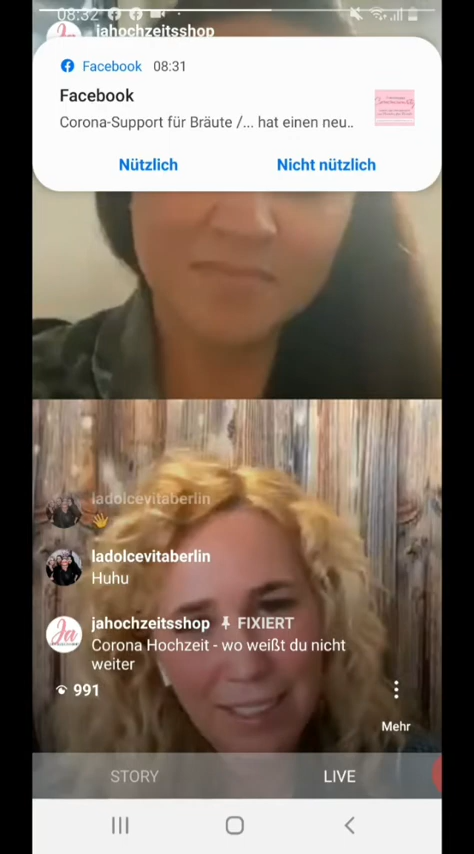 08:32
jahochzeitsshop
Facebook 08:31
Facebook
Corona-Support für Bräute /... hat einen neu..
Nützlich Nicht nützlich
ladolcevitaberlin
👋
ladolcevitaberlin
Huhu
Ja
jahochzeitsshop FIXIERT
Corona Hochzeit - wo weißt du nicht
weiter
991
Mehr
STORY LIVE